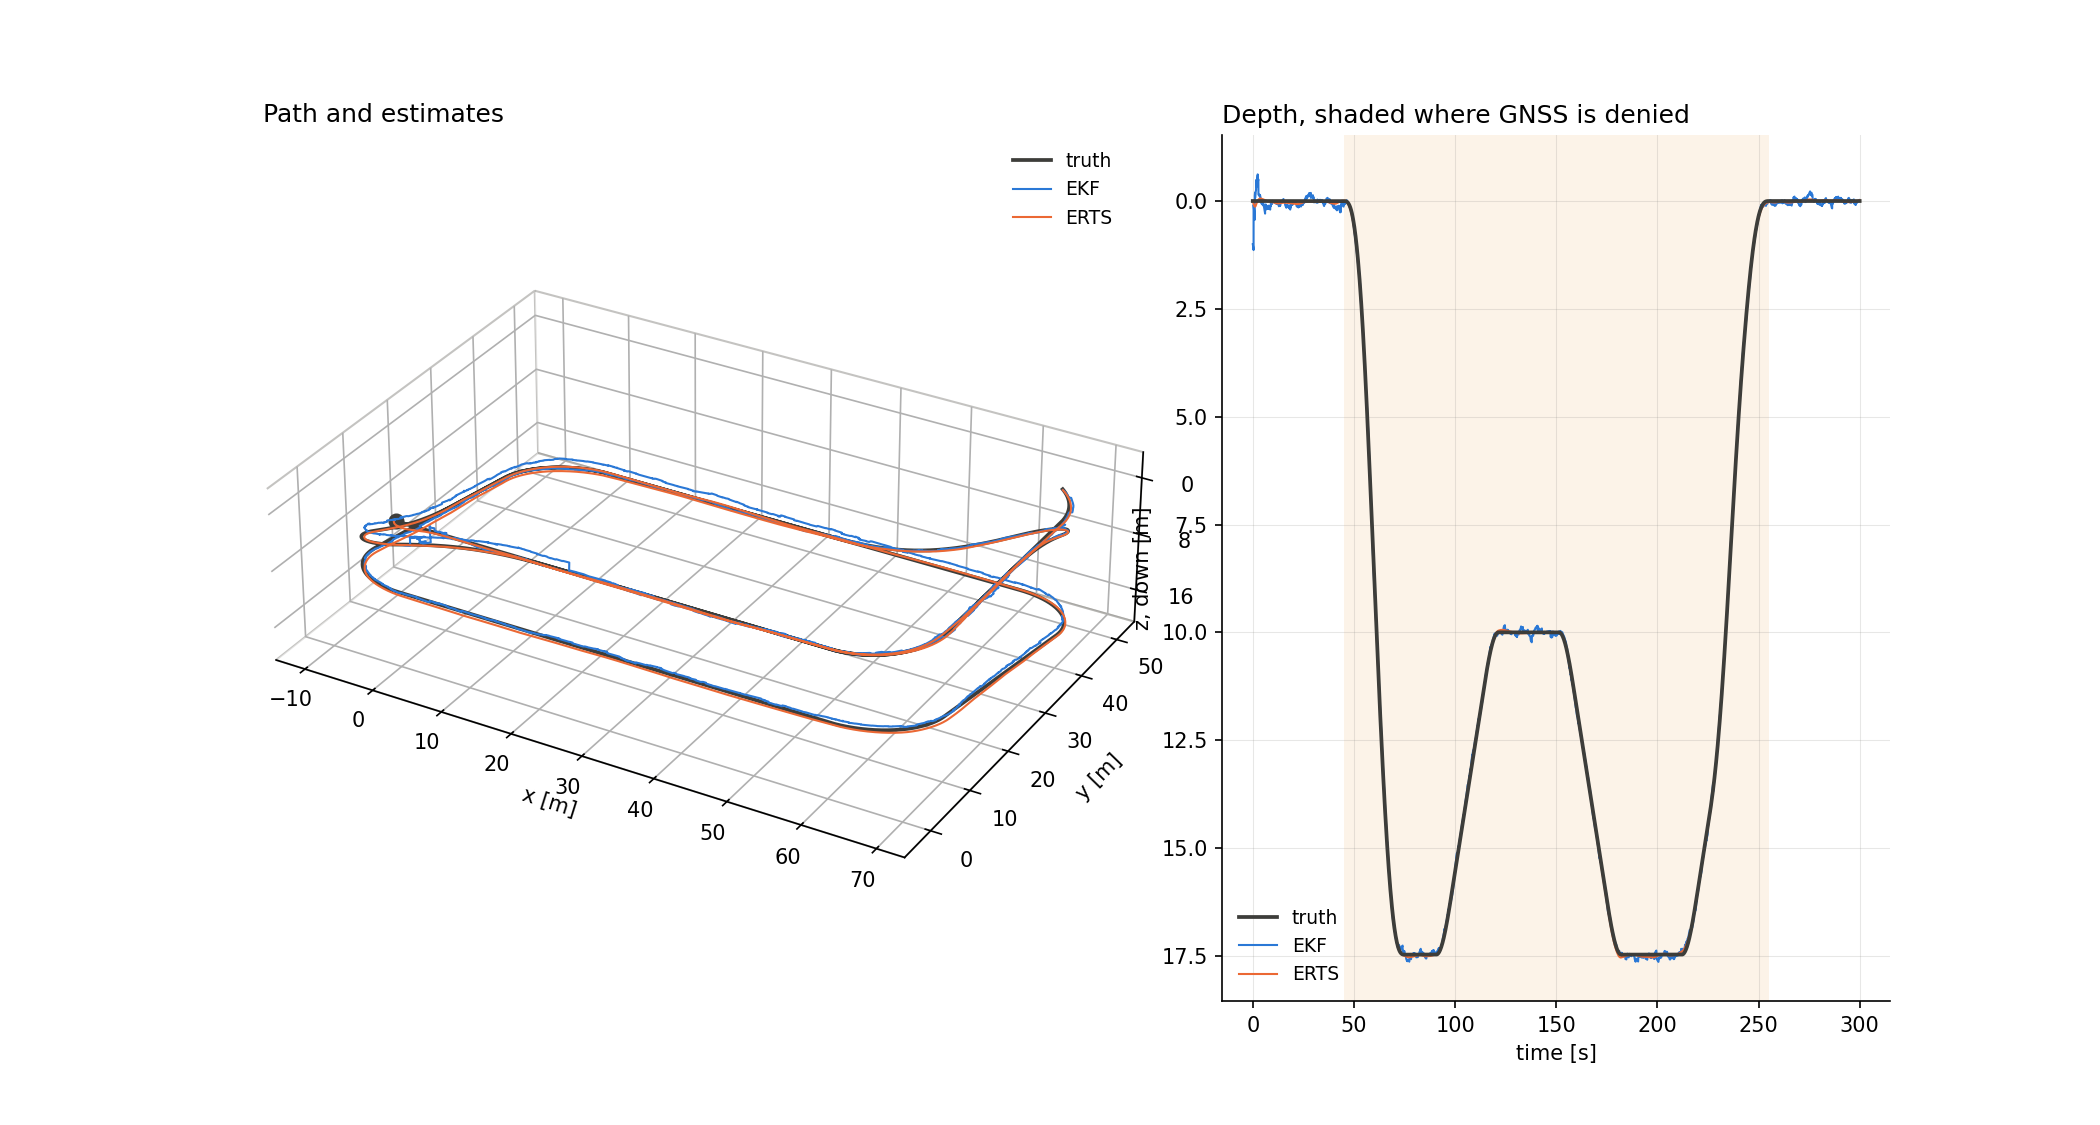 Path and estimates
truth
EKF
ERTS
−10
0
10
20
30
40
50
60
70
x [m]
0
10
20
30
40
50
y [m]
0
8
16
z, down [m]
Depth, shaded where GNSS is denied
0.0
2.5
5.0
7.5
10.0
12.5
15.0
17.5
truth
EKF
ERTS
0
50
100
150
200
250
300
time [s]